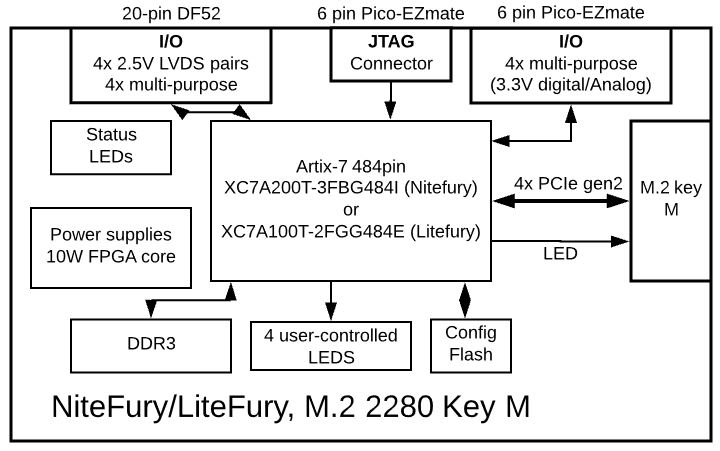 20-pin DF52
6 pin Pico-EZmate
6 pin Pico-EZmate
I/O
4x 2.5V LVDS pairs
4x multi-purpose
JTAG
Connector
I/O
4x multi-purpose
(3.3V digital/Analog)
Status
LEDs
Artix-7 484pin
XC7A200T-3FBG484I (Nitefury)
or
XC7A100T-2FGG484E (Litefury)
4x PCIe gen2
M.2 key
M
LED
Power supplies
10W FPGA core
DDR3
4 user-controlled
LEDS
Config
Flash
NiteFury/LiteFury, M.2 2280 Key M